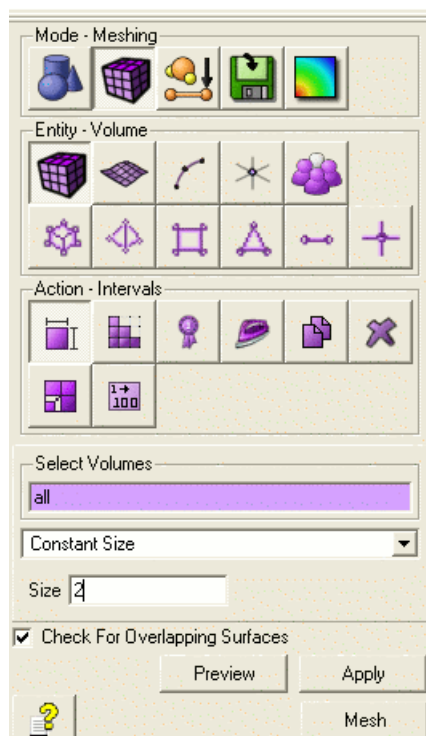 Mode - Meshing
Entity - Volume
Action - Intervals
1→
100
Select Volumes
all
Constant Size
Size 2
Check For Overlapping Surfaces
Preview Apply
Mesh